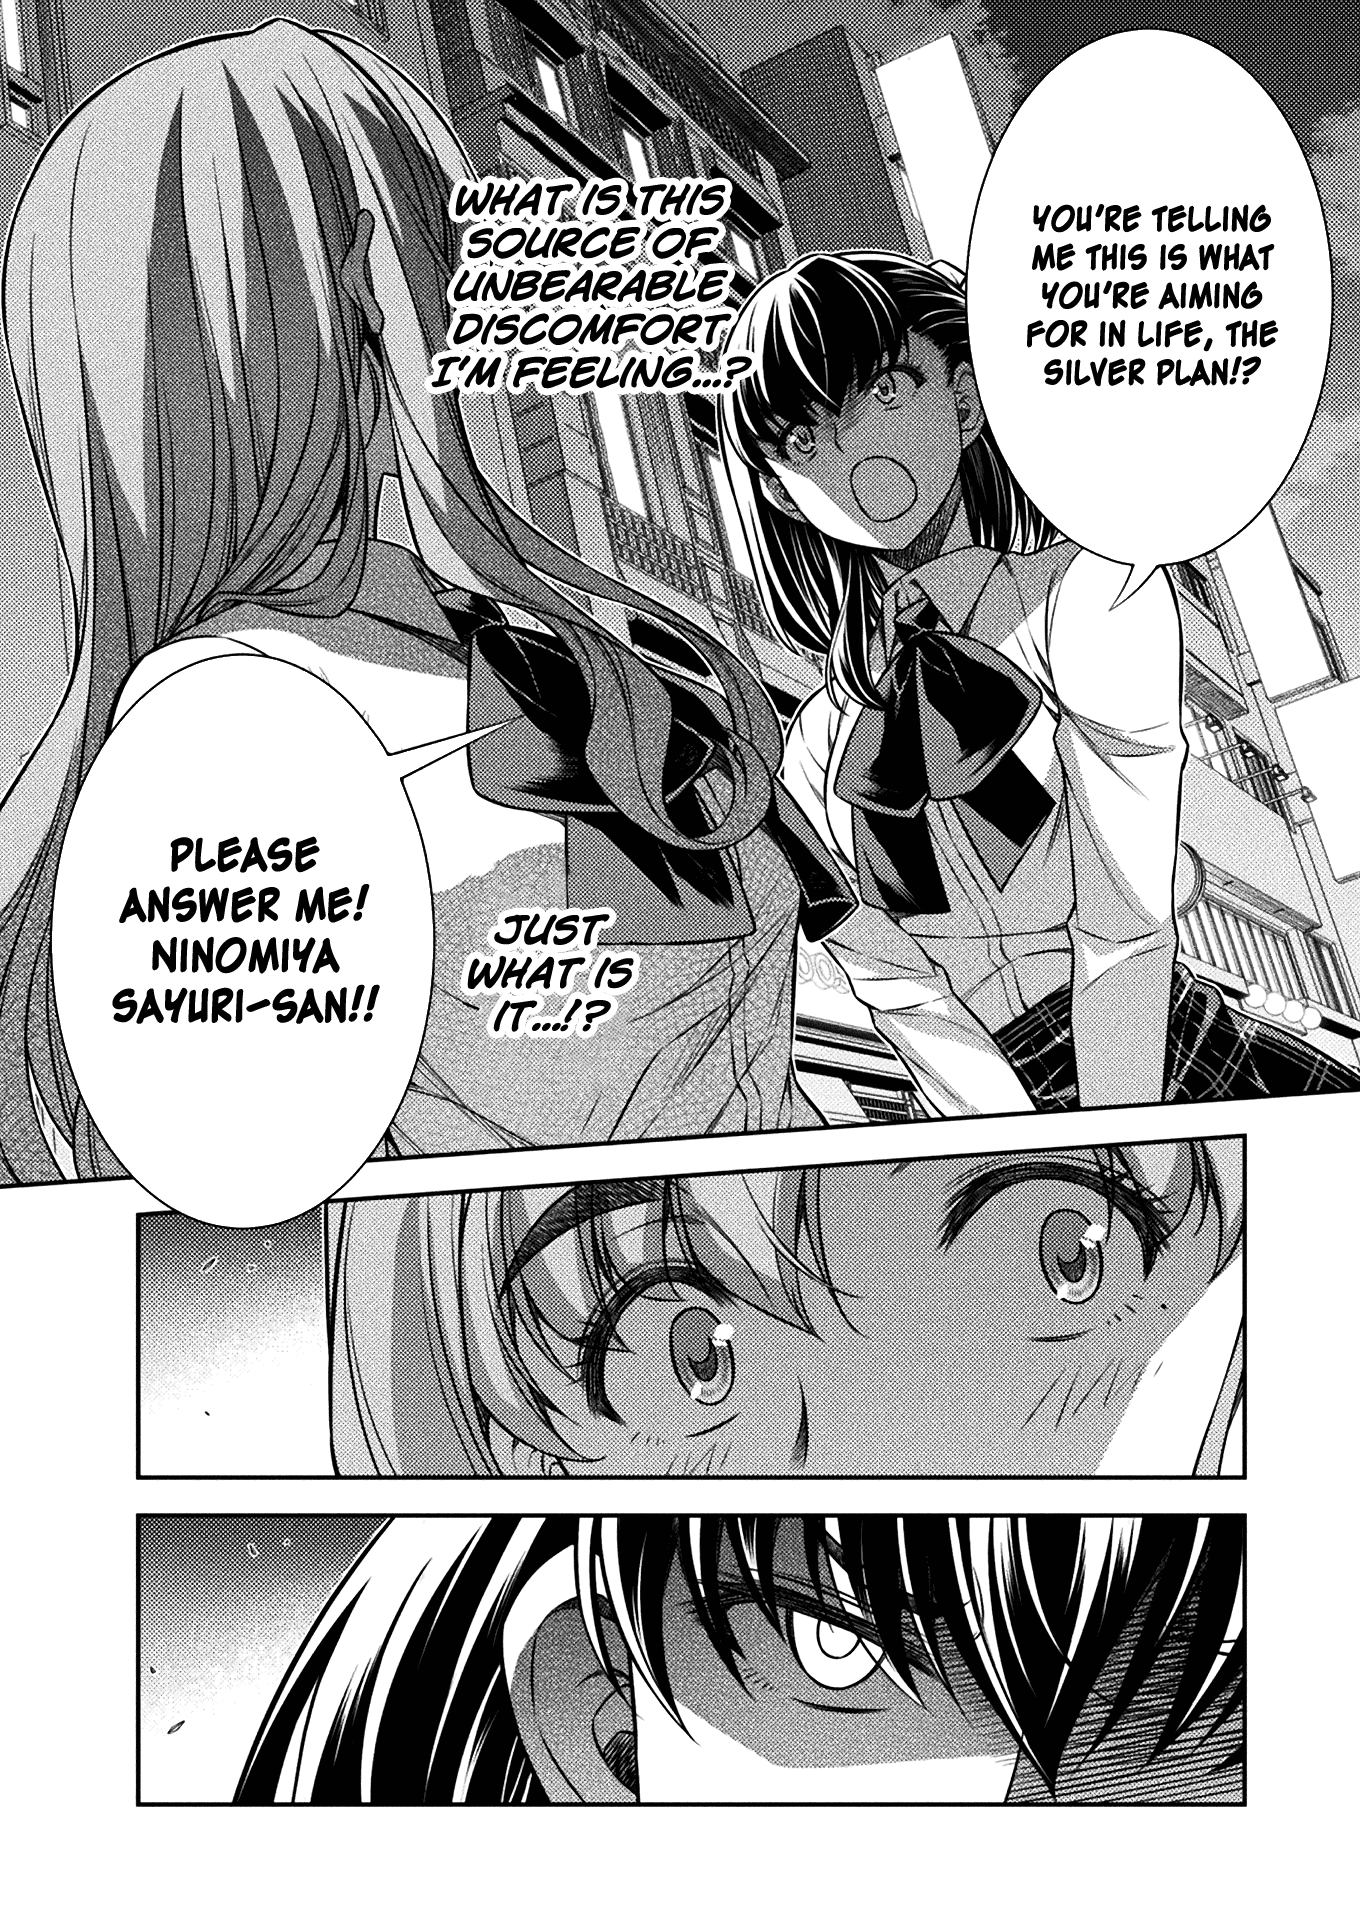 YOU'RE TELLING
ME THIS IS WHAT
YOU'RE AIMING
FOR IN LIFE, THE
SILVER PLAN!?
WHAT IS THIS
SOURCE OF
UNBEARABLE
DISCOMFORT
I'M FEELING...?
JUST
WHAT IS
IT...!?
PLEASE
ANSWER ME!
NINOMIYA
SAYURI-SAN!!